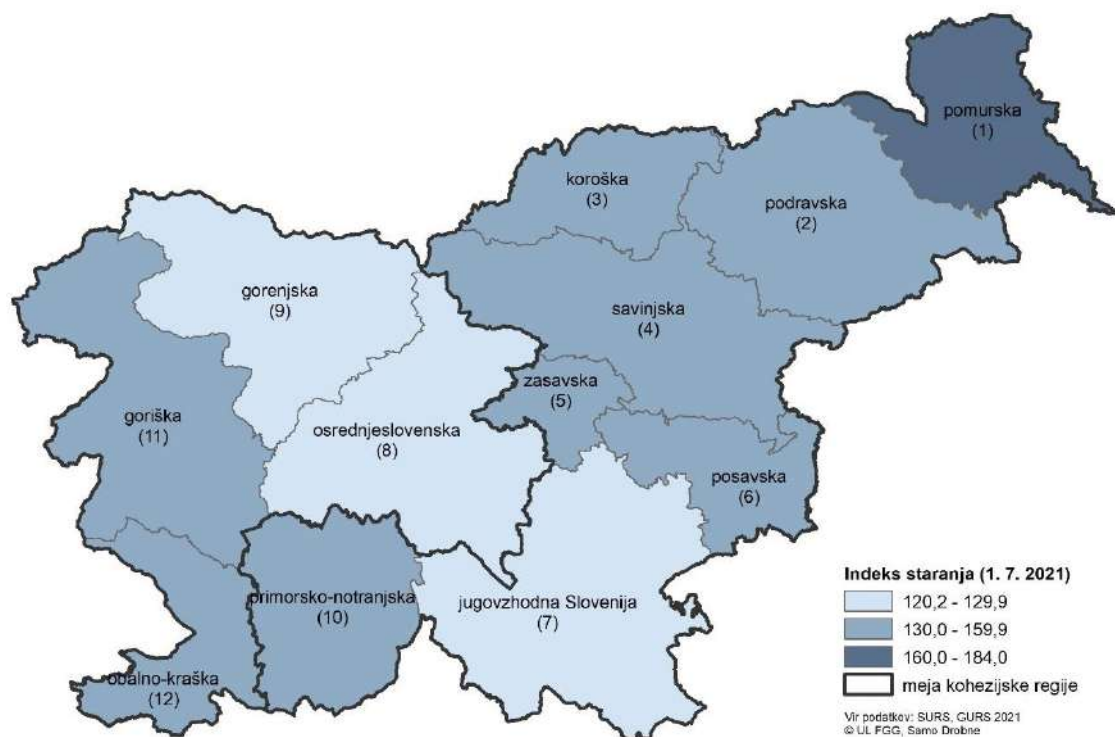 pomurska
(1)
koroška
(3)
podravska
(2)
gorenjska
(9)
savinjska
(4)
zasavska
(5)
goriška
(11)
osrednjeslovenska
(8)
posavska
(6)
primorsko-notranjska
(10)
jugovzhodna Slovenija
(7)
obalno-kraška
(12)
Indeks staranja (1. 7. 2021)
120,2 - 129,9
130,0 - 159,9
160,0 - 184,0
meja kohezijske regije
Vir podatkov: SURS, GURS 2021
© UL FGG, Samo Drobne